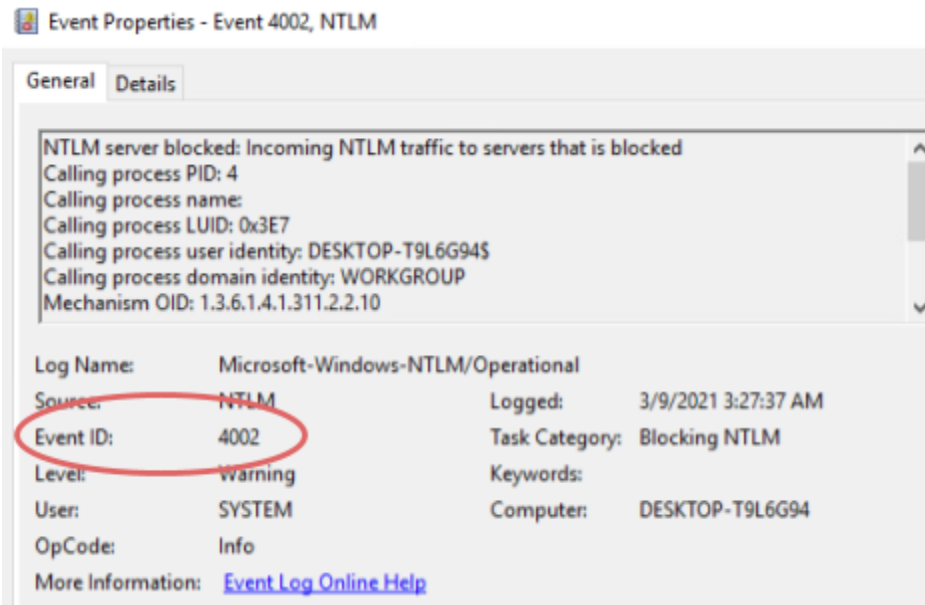 Event Properties - Event 4002, NTLM
General Details
NTLM server blocked: Incoming NTLM traffic to servers that is blocked
Calling process PID: 4
Calling process name:
Calling process LUID: 0x3E7
Calling process user identity: DESKTOP-T9L6G94$
Calling process domain identity: WORKGROUP
Mechanism OID: 1.3.6.1.4.1.311.2.2.10
Log Name: Microsoft-Windows-NTLM/Operational
Source: NTLM Logged: 3/9/2021 3:27:37 AM
Event ID: 4002 Task Category: Blocking NTLM
Level: Warning Keywords:
User: SYSTEM Computer: DESKTOP-T9L6G94
OpCode: Info
More Information: Event Log Online Help